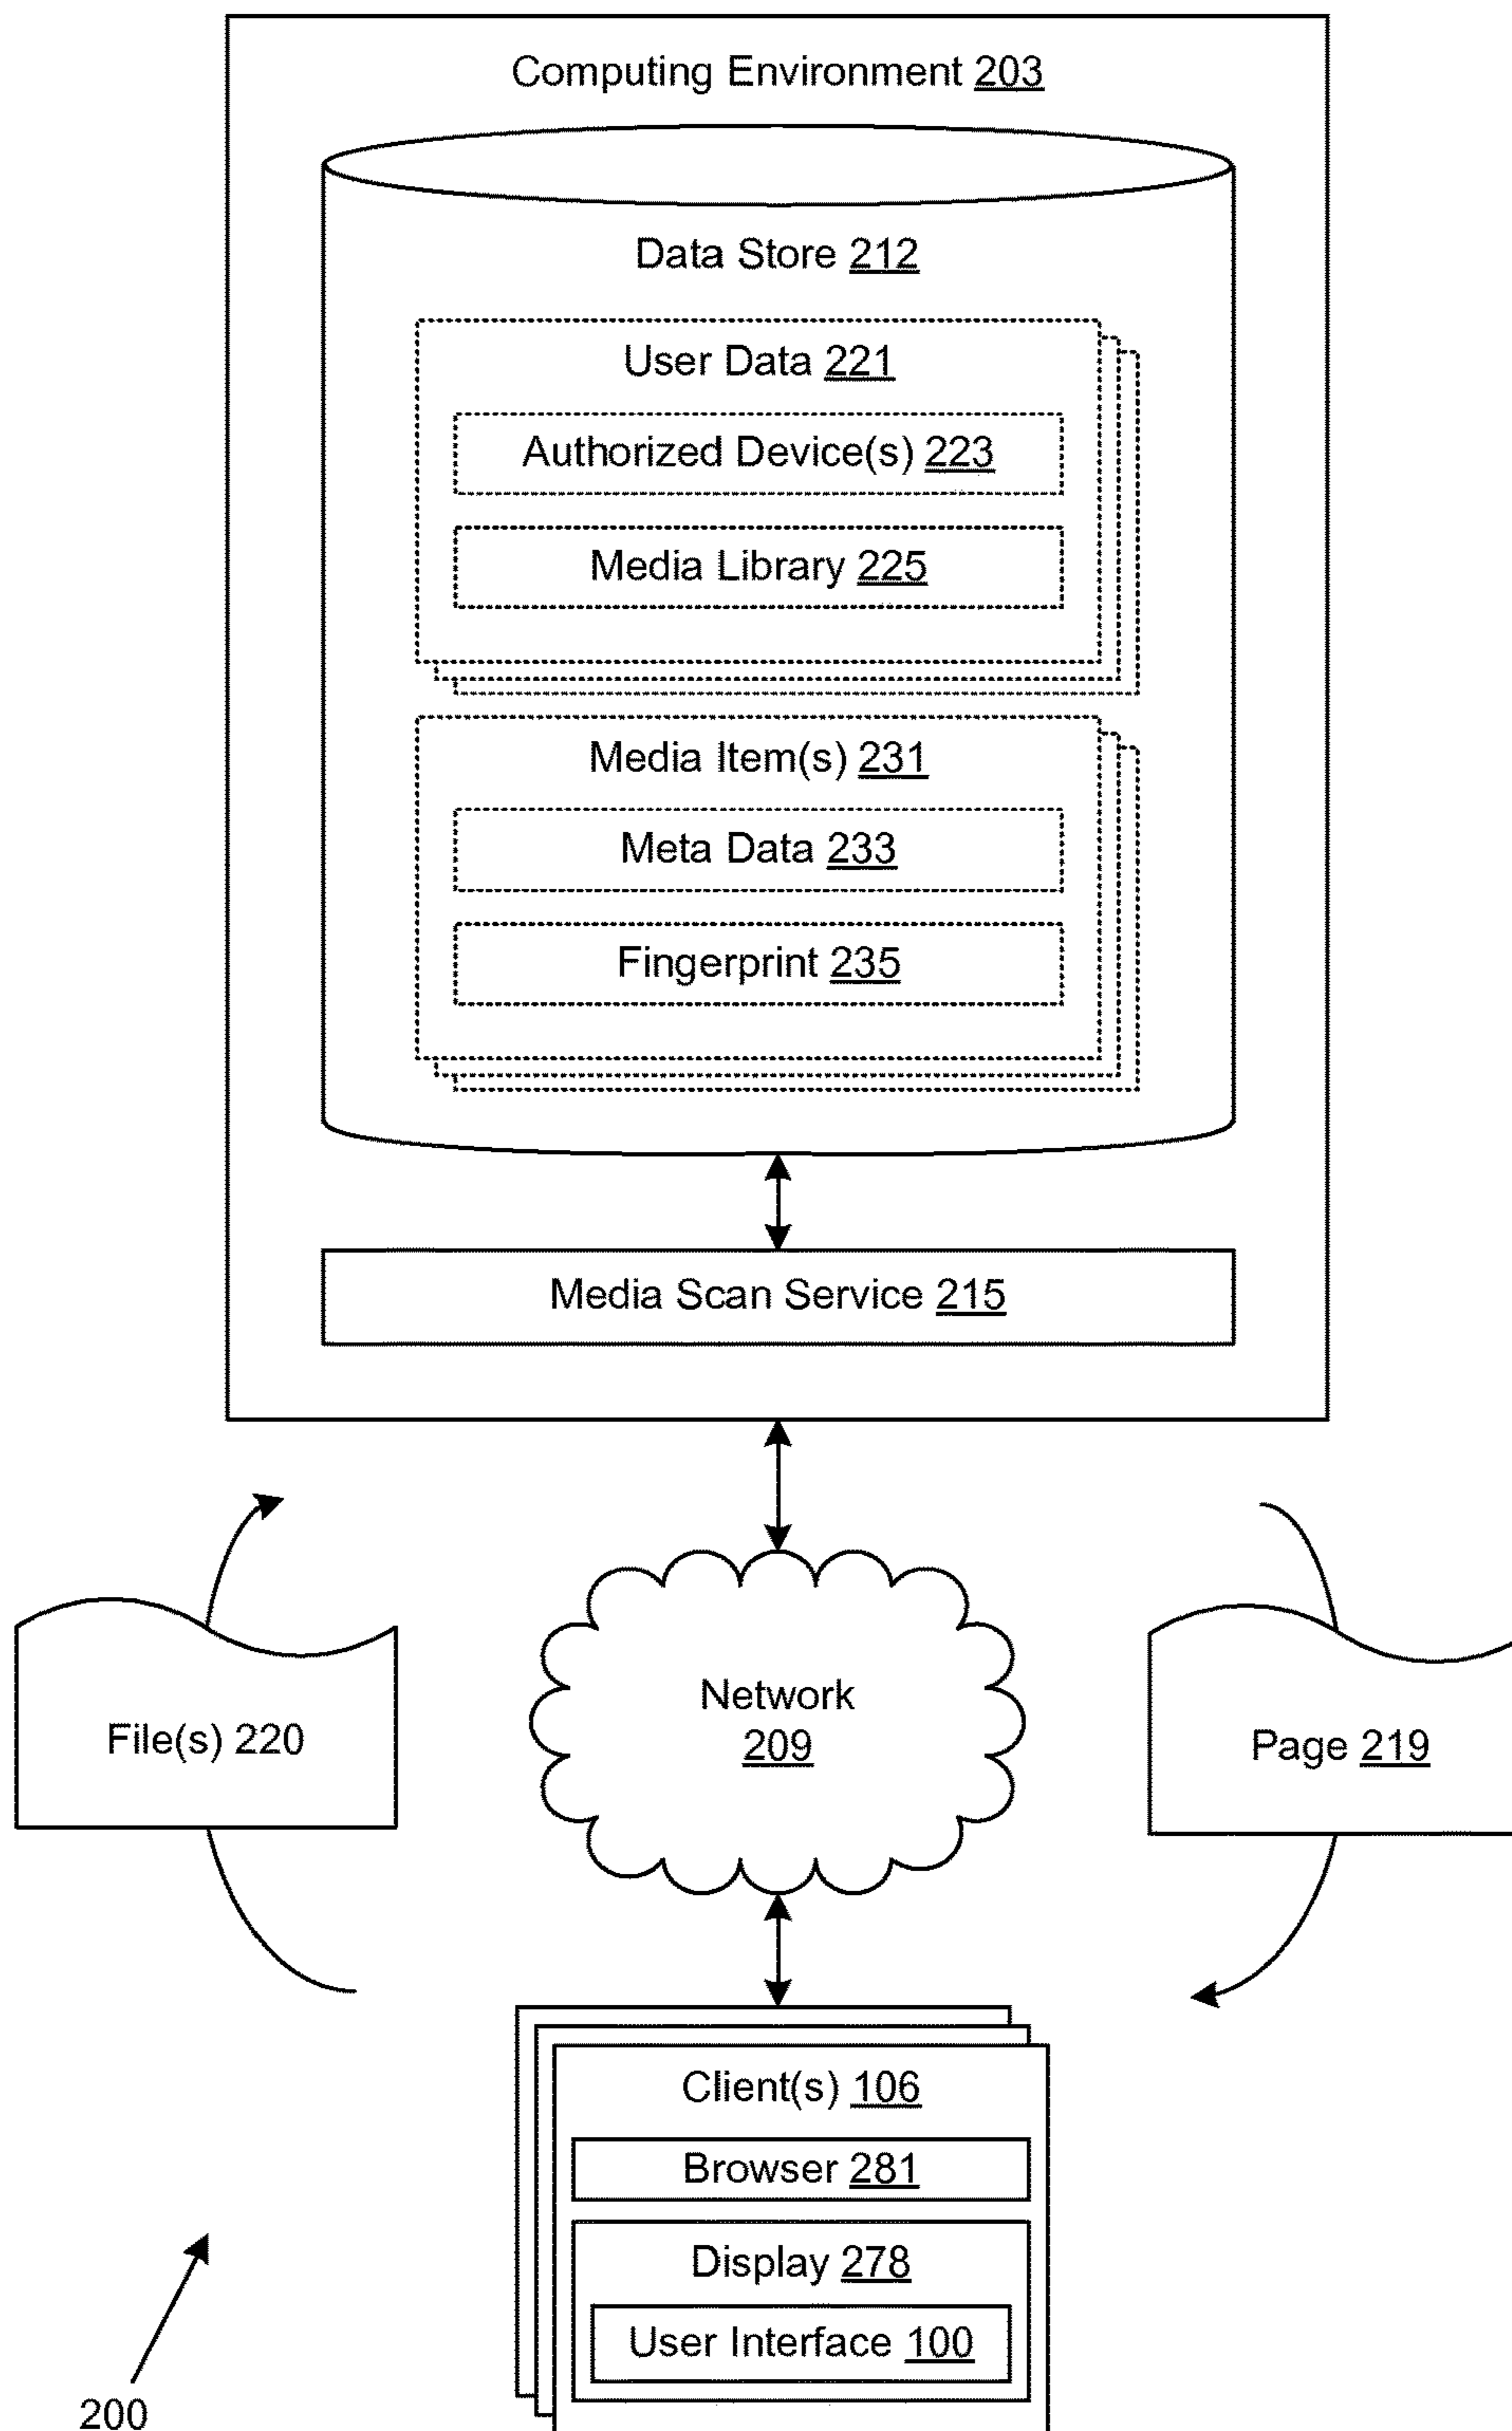 Computing Environment 203
Data Store 212
User Data 221
Authorized Device(s) 223
Media Library 225
Media Item(s) 231
Meta Data 233
Fingerprint 235
Media Scan Service 215
File(s) 220
Network
209
Page 219
Client(s) 106
Browser 281
Display 278
User Interface 100
200